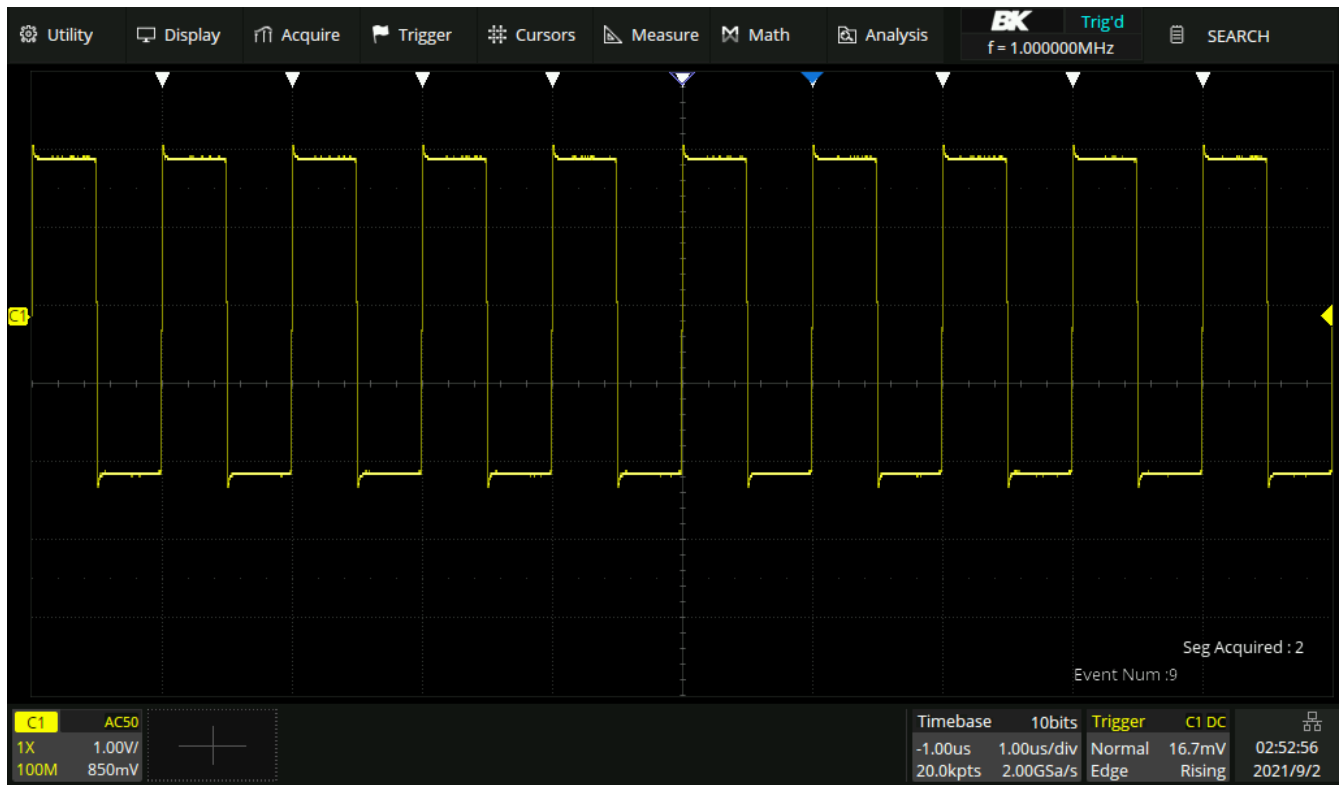 Utility Display Acquire Trigger Cursors Measure Math Analysis BK Trig'd SEARCH
f = 1.000000MHz
C1
Seg Acquired : 2
Event Num :9
C1 AC50 Timebase 10bits Trigger C1 DC
1X 1.00V/ -1.00us 1.00us/div Normal 16.7mV 02:52:56
100M 850mV 20.0kpts 2.00GSa/s Edge Rising 2021/9/2